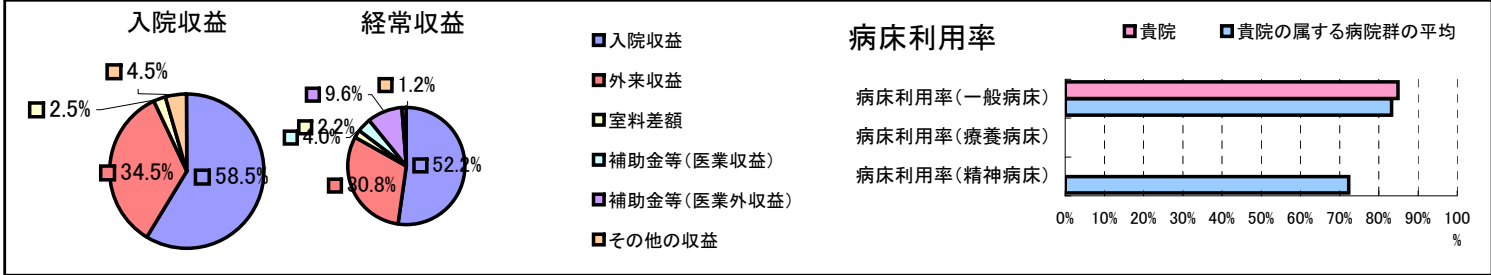 入院収益
4.5%
2.5%
34.5%
58.5%
経常収益
1.2%
9.6%
2.2%
4.0%
52.2%
30.8%
入院収益
外来収益
室料差額
補助金等(医業収益)
補助金等(医業外収益)
その他の収益
病床利用率
貴院
貴院の属する病院群の平均
病床利用率(一般病床)
病床利用率(療養病床)
病床利用率(精神病床)
0% 10% 20% 30% 40% 50% 60% 70% 80% 90% 100
%